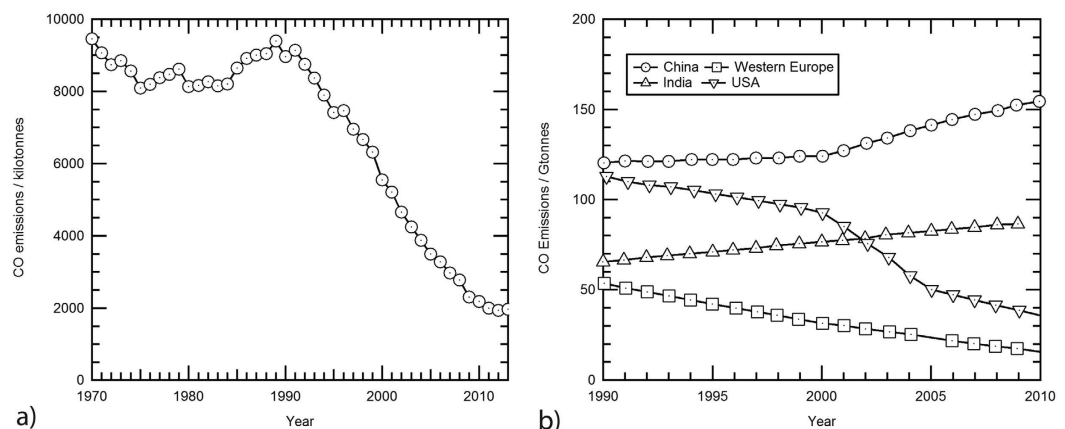 10000
8000
6000
4000
2000
0
1970 1980 1990 2000 2010
CO emissions / kilotonnes
Year
a)
200
150
100
50
0
1990 1995 2000 2005 2010
CO Emissions / Gtonnes
Year
China Western Europe
India USA
b)